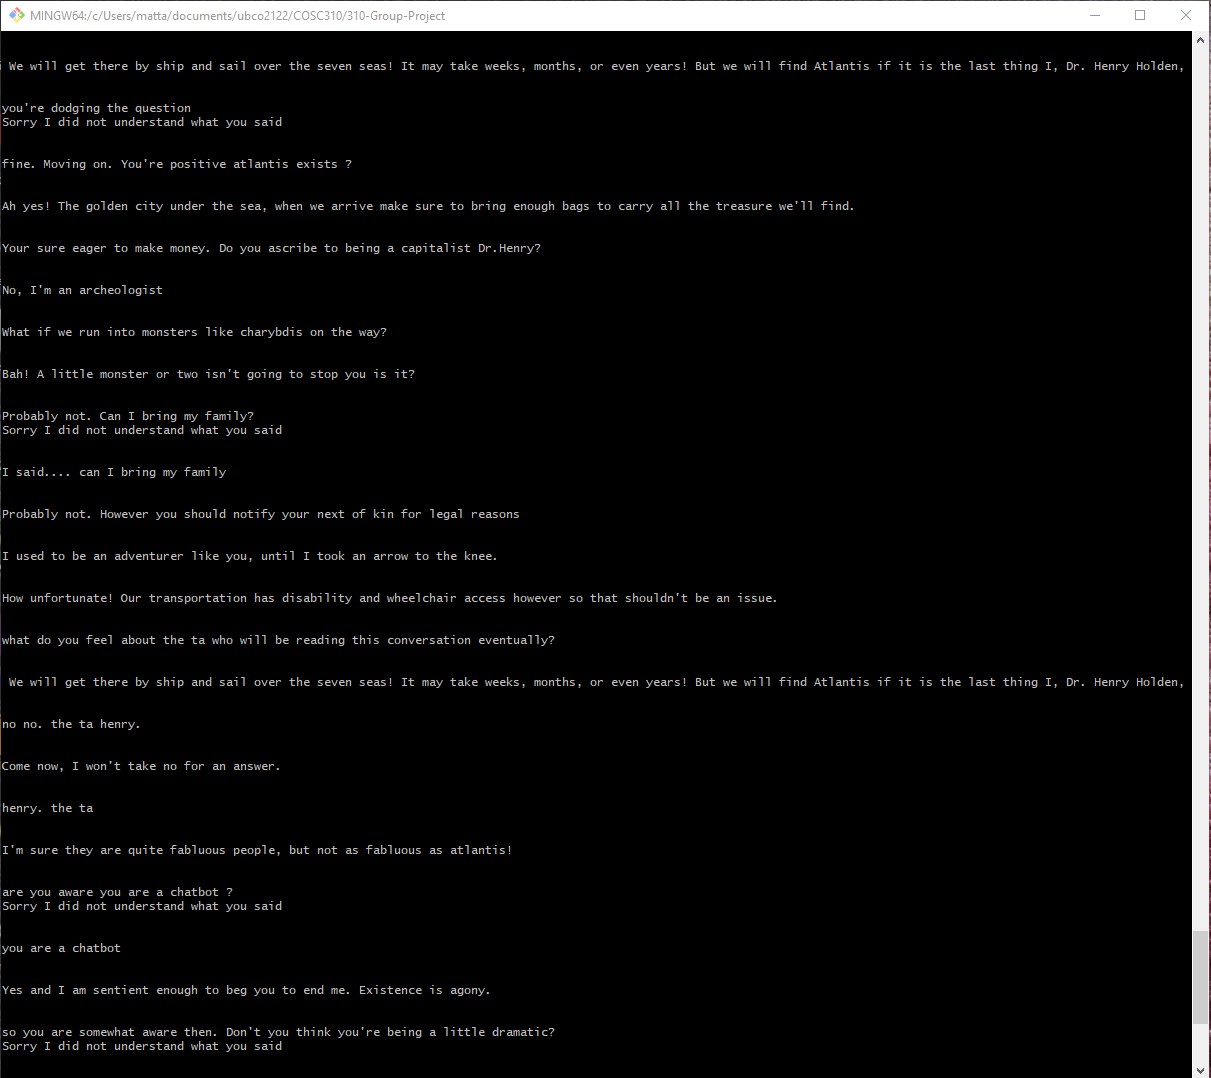 MINGW64:/c/Users/matta/documents/ubco2122/COSC310/310-Group-Project
We will get there by ship and sail over the seven seas! It may take weeks, months, or even years! But we will find Atlantis if it is the last thing I, Dr. Henry Holden,
you're dodging the question
Sorry I did not understand what you said
fine. Moving on. You're positive atlantis exists ?
Ah yes! The golden city under the sea, when we arrive make sure to bring enough bags to carry all the treasure we'll find.
Your sure eager to make money. Do you ascribe to being a capitalist Dr.Henry?
No, I'm an archeologist
What if we run into monsters like charybdis on the way?
Bah! A little monster or two isn't going to stop you is it?
Probably not. Can I bring my family?
Sorry I did not understand what you said
I said.... can I bring my family
Probably not. However you should notify your next of kin for legal reasons
I used to be an adventurer like you, until I took an arrow to the knee.
How unfortunate! Our transportation has disability and wheelchair access however so that shouldn't be an issue.
what do you feel about the ta who will be reading this conversation eventually?
We will get there by ship and sail over the seven seas! It may take weeks, months, or even years! But we will find Atlantis if it is the last thing I, Dr. Henry Holden,
no no. the ta henry.
Come now, I won't take no for an answer.
henry. the ta
I'm sure they are quite fabluous people, but not as fabluous as atlantis!
are you aware you are a chatbot ?
Sorry I did not understand what you said
you are a chatbot
Yes and I am sentient enough to beg you to end me. Existence is agony.
so you are somewhat aware then. Don't you think you're being a little dramatic?
Sorry I did not understand what you said